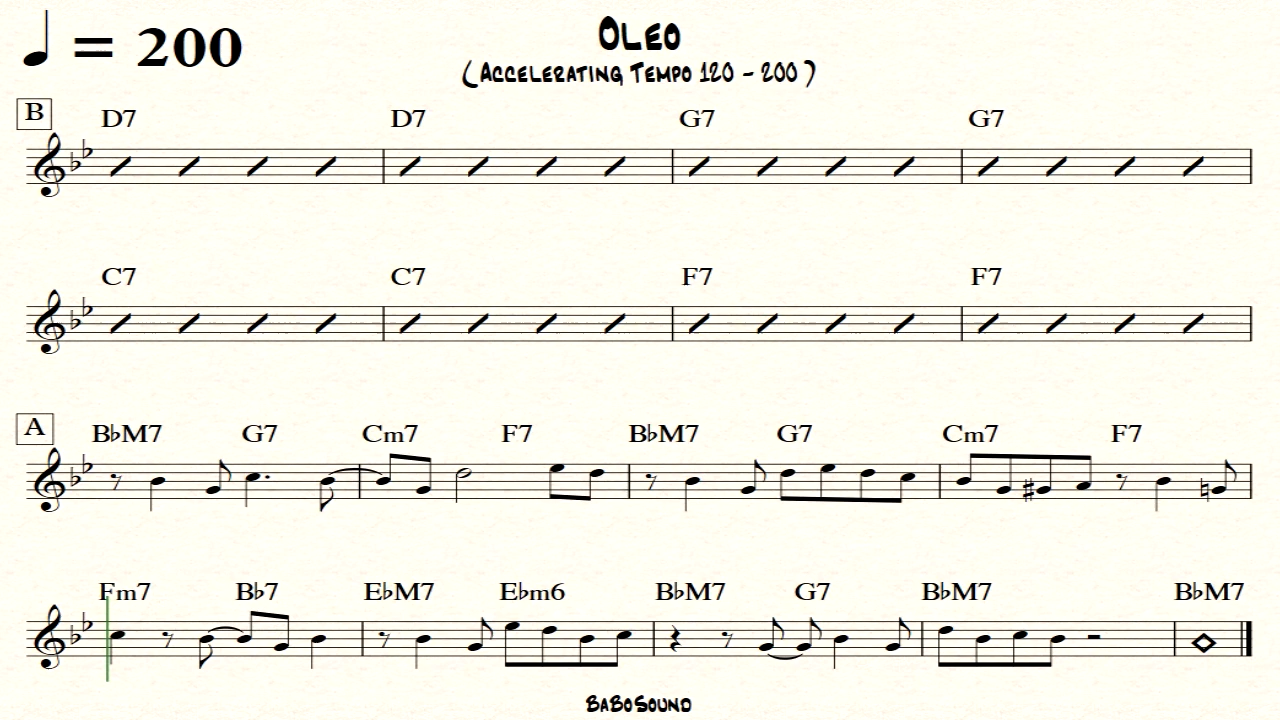 ♩ = 200
Oleo
( Accelerating Tempo 120 - 200 )
B
D7 D7 G7 G7
C7 C7 F7 F7
A
B♭M7 G7 Cm7 F7 B♭M7 G7 Cm7 F7
Fm7 B♭7 E♭M7 E♭m6 B♭M7 G7 B♭M7 B♭M7
BaBoSound